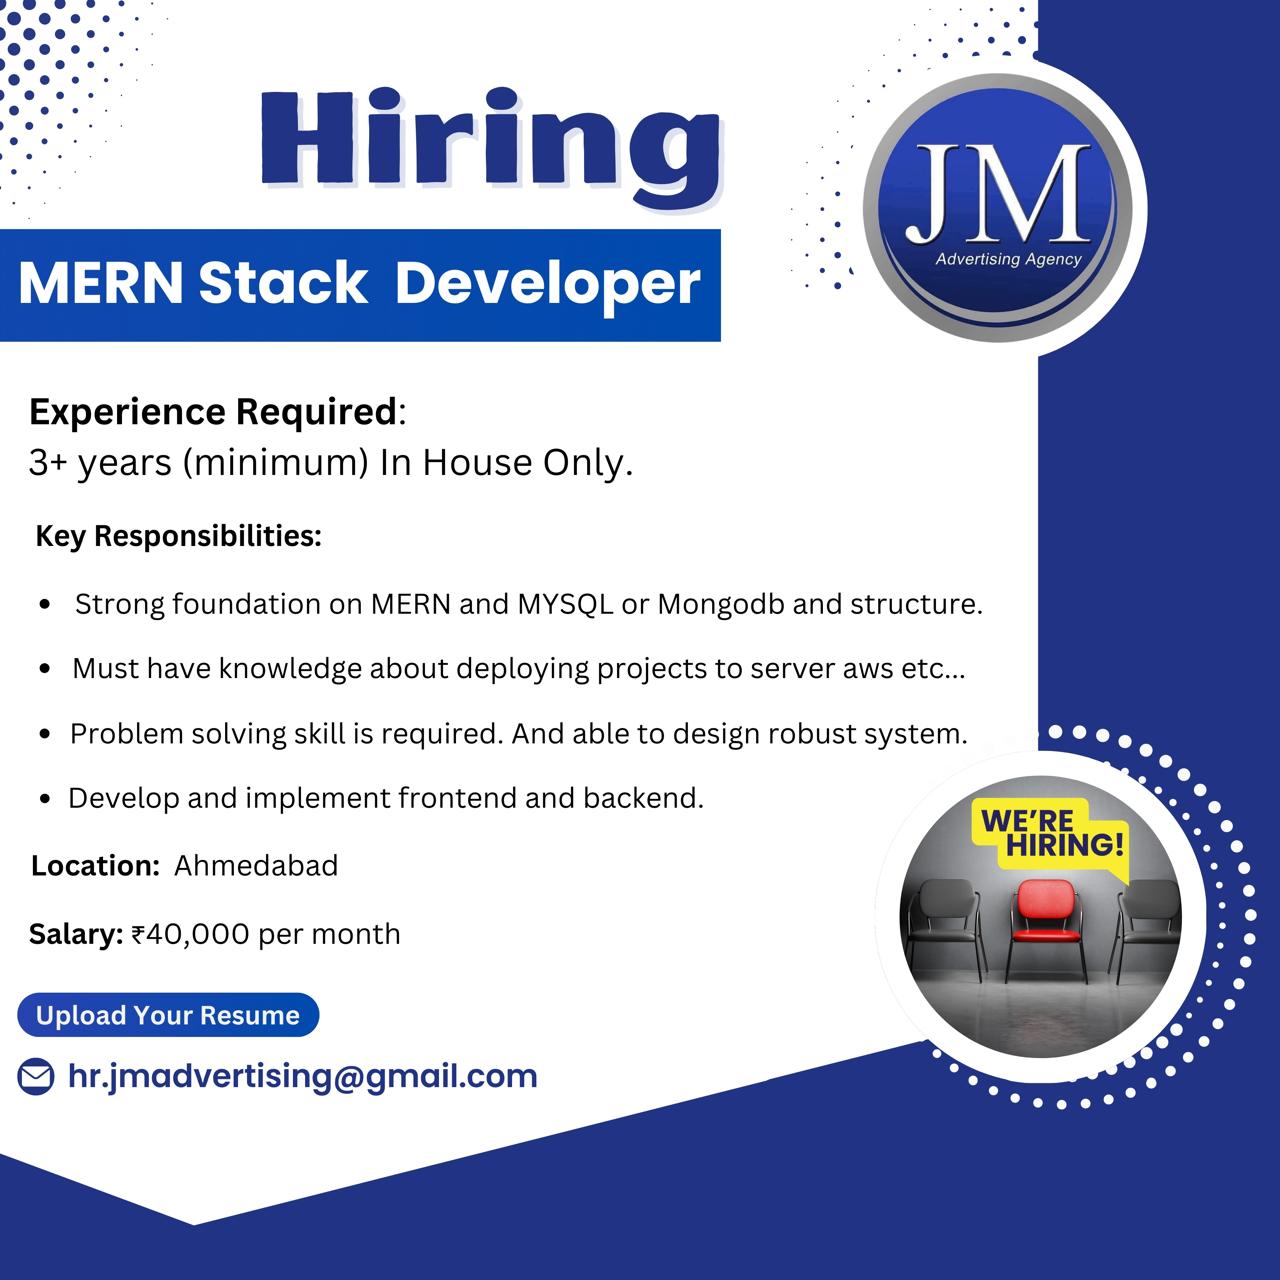 Hiring
JM
Advertising Agency
MERN Stack Developer
Experience Required:
3+ years (minimum) In House Only.
Key Responsibilities:
• Strong foundation on MERN and MYSQL or Mongodb and structure.
• Must have knowledge about deploying projects to server aws etc...
• Problem solving skill is required. And able to design robust system.
• Develop and implement frontend and backend.
WE'RE
HIRING!
Location: Ahmedabad
Salary: ₹40,000 per month
Upload Your Resume
hr.jmadvertising@gmail.com